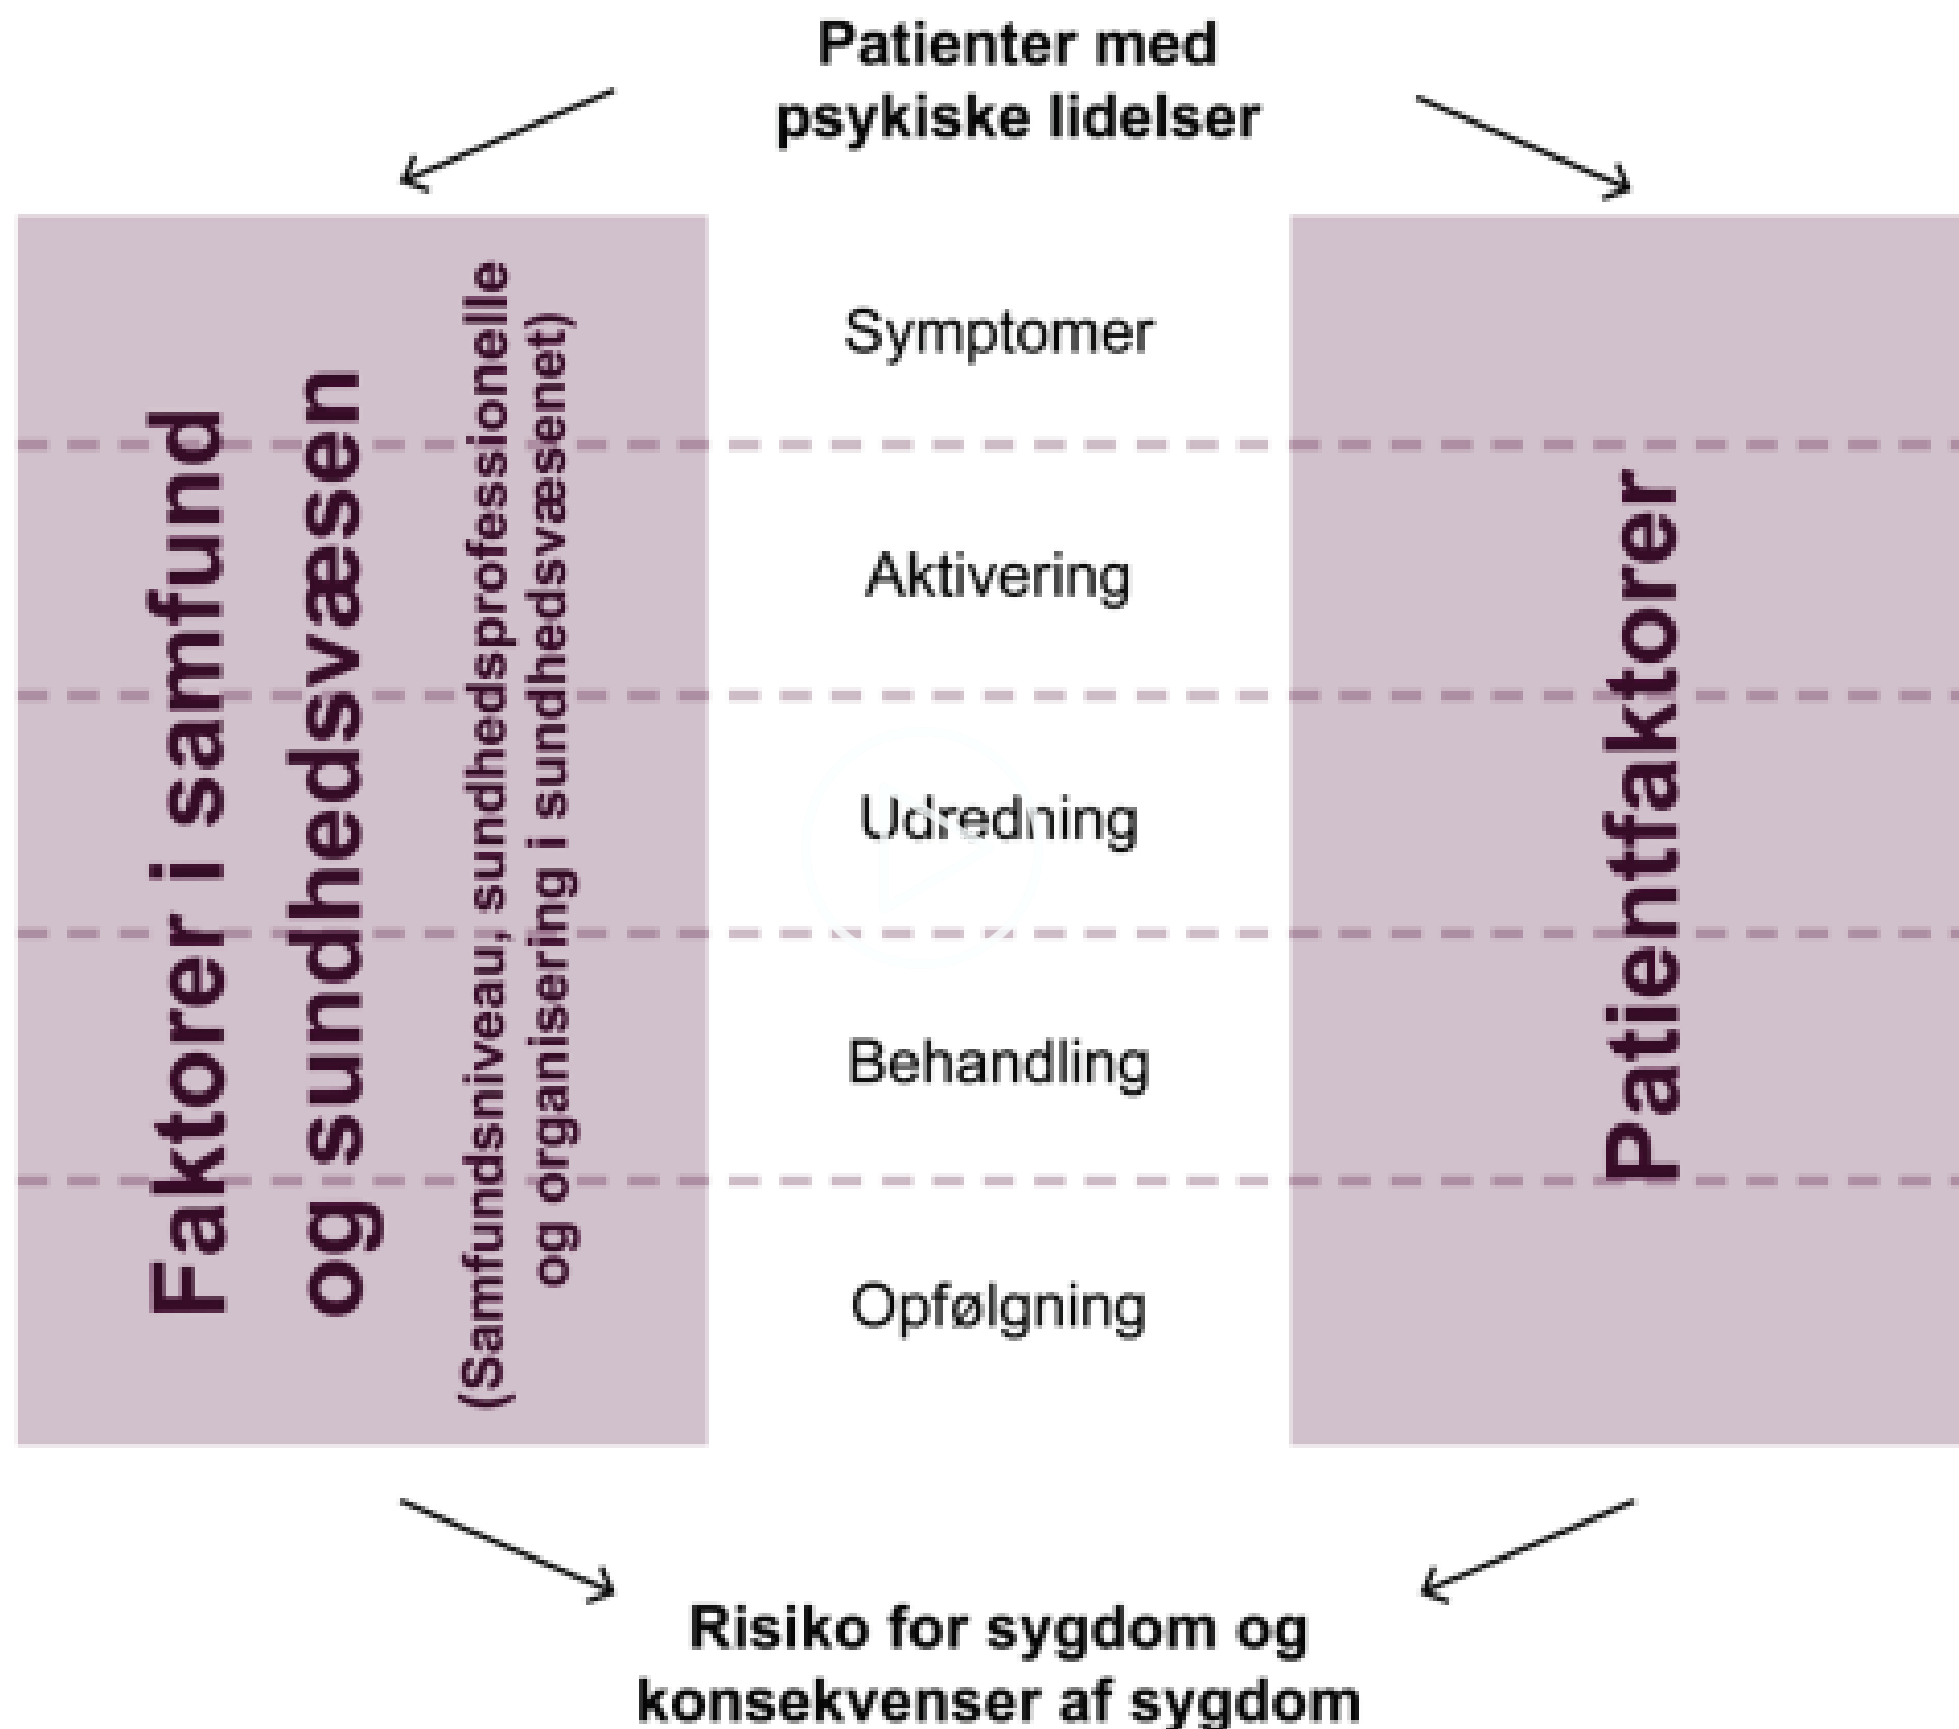 Patienter med
psykiske lidelser
Faktorer i samfund
og sundhedsvæsen
(Samfundsniveau, sundhedsprofessionelle
og organisering i sundhedsvæsenet)
Symptomer
Aktivering
Udredning
Behandling
Opfølgning
Patientfaktorer
Risiko for sygdom og
konsekvenser af sygdom